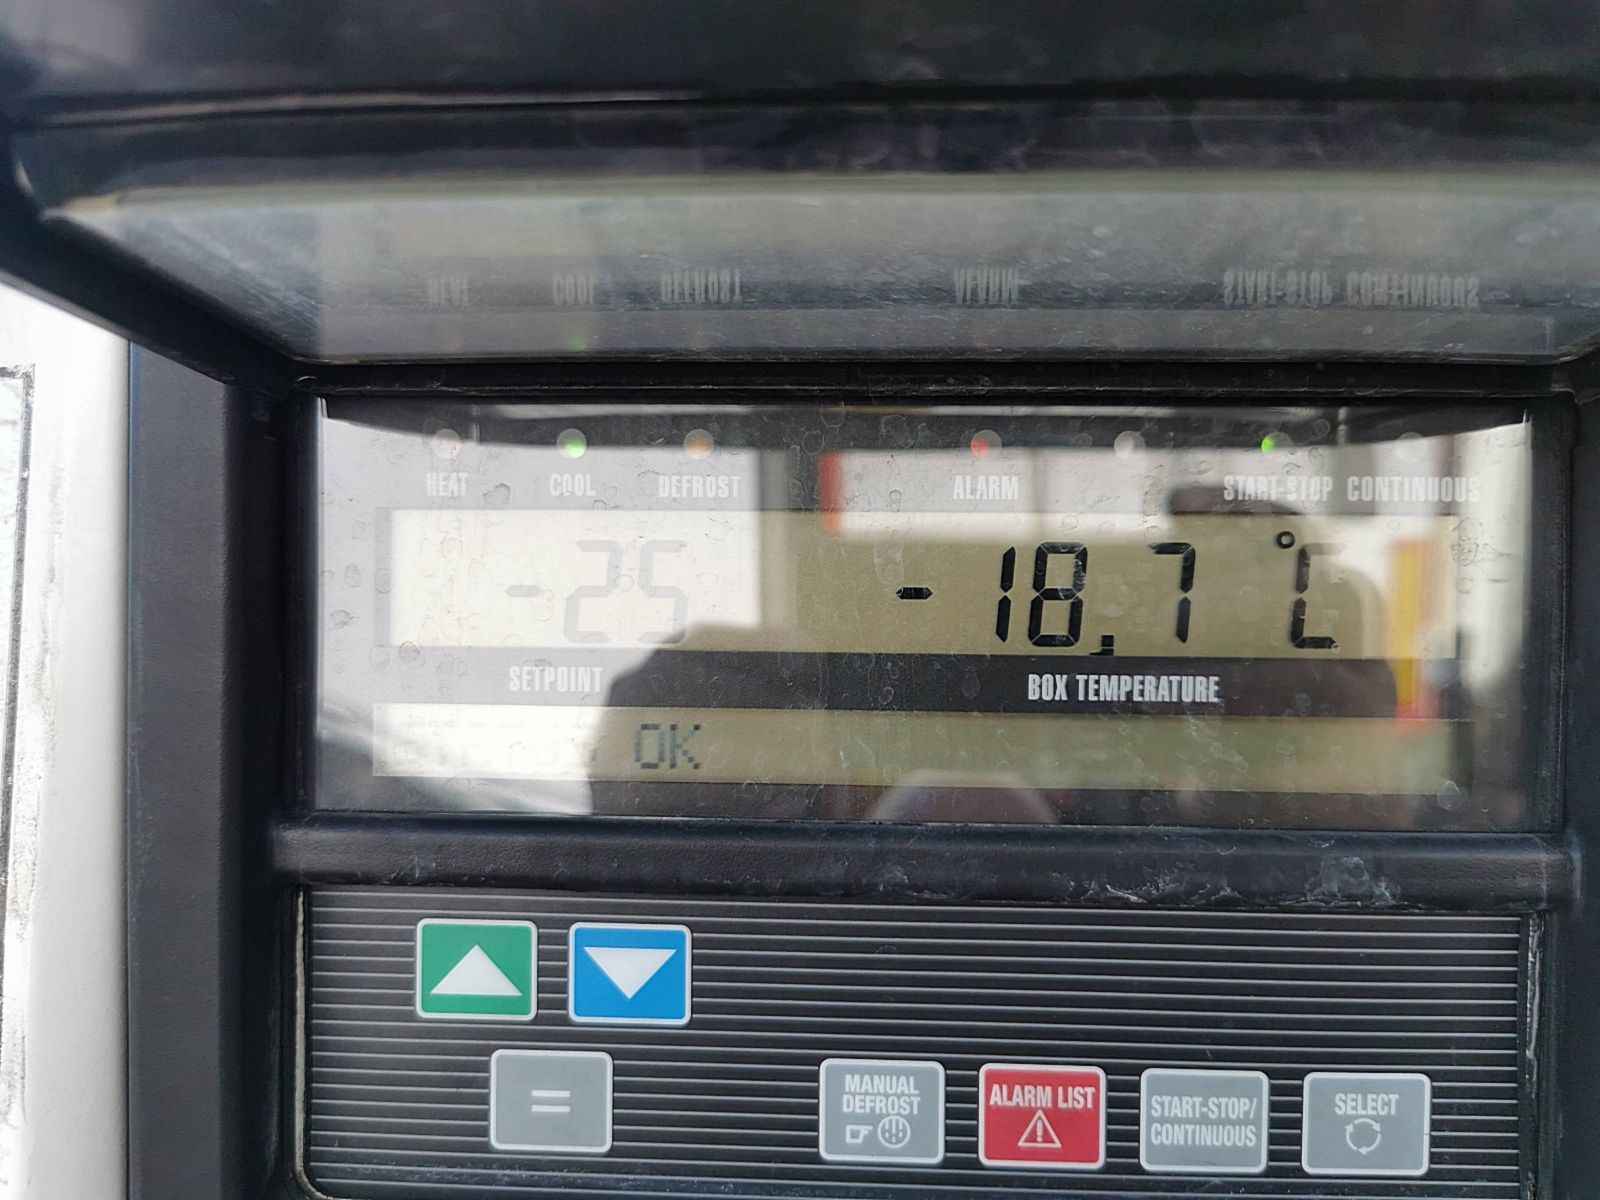 HEAT COOL DEFROST ALARM START-STOP CONTINUOUS
-25 -18,7 °C
SETPOINT BOX TEMPERATURE
OK
=
MANUAL DEFROST
ALARM LIST
START-STOP/
CONTINUOUS
SELECT